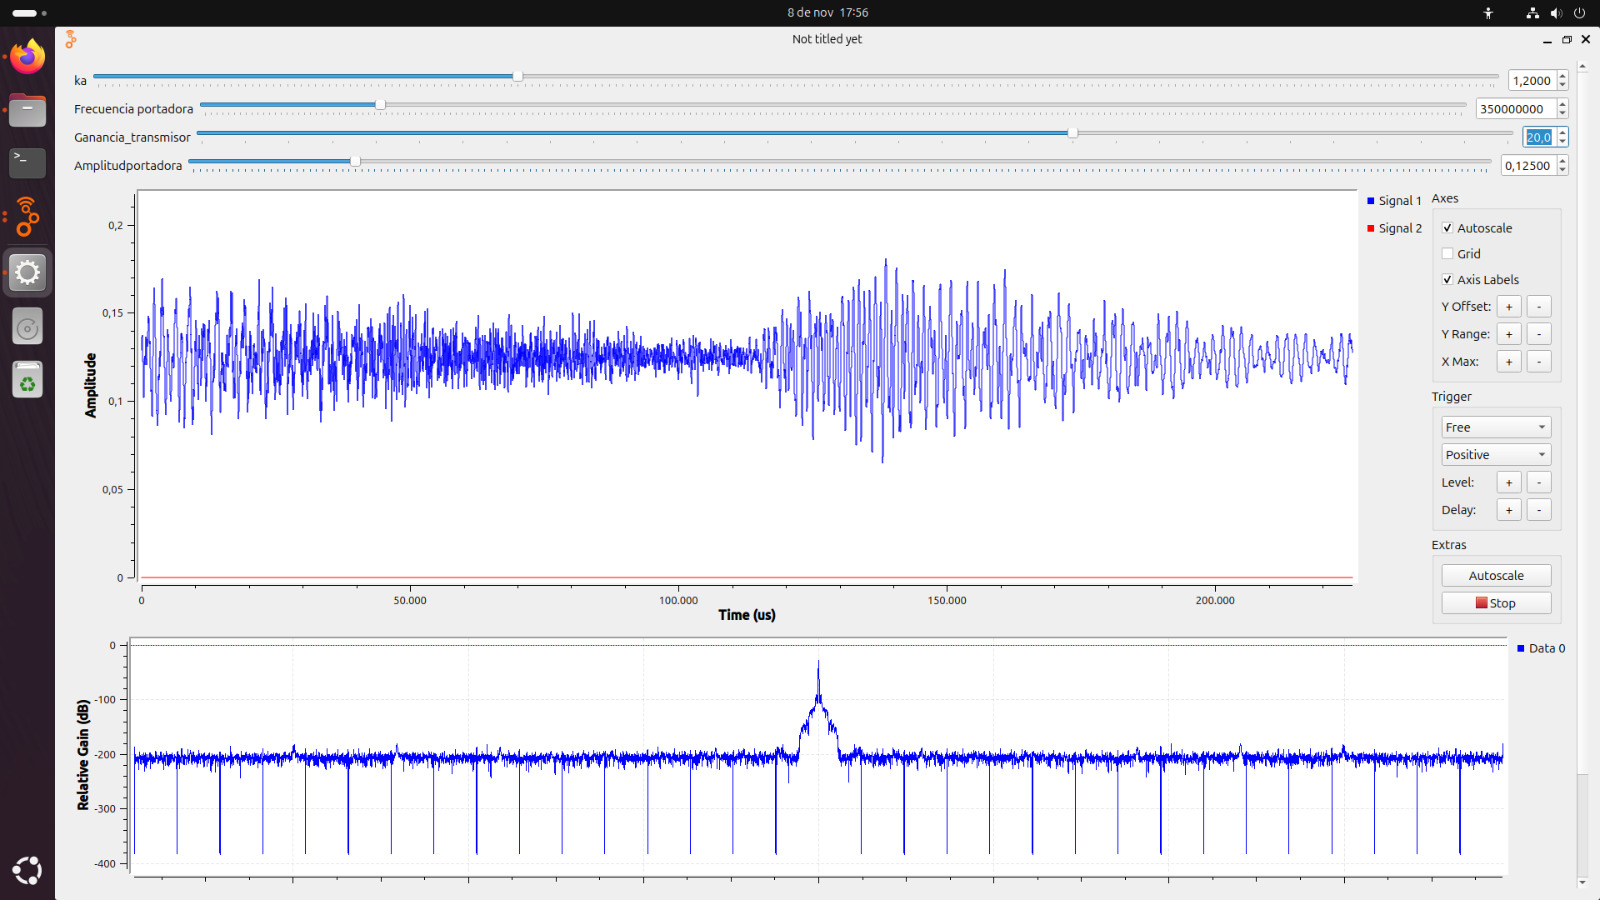 8 de nov 17:56
Not titled yet
ka 1,2000
Frecuencia portadora 350000000
Ganancia_transmisor 20,0
Amplitudportadora 0,12500
Signal 1
Signal 2
Axes
Autoscale
Grid
Axis Labels
Y Offset: + -
Y Range: + -
X Max: + -
Trigger
Free
Positive
Level: + -
Delay: + -
Extras
Autoscale
Stop
Amplitude
0,2
0,15
0,1
0,05
0
0 50.000 100.000 150.000 200.000
Time (us)
Data 0
Relative Gain (dB)
0
-100
-200
-300
-400